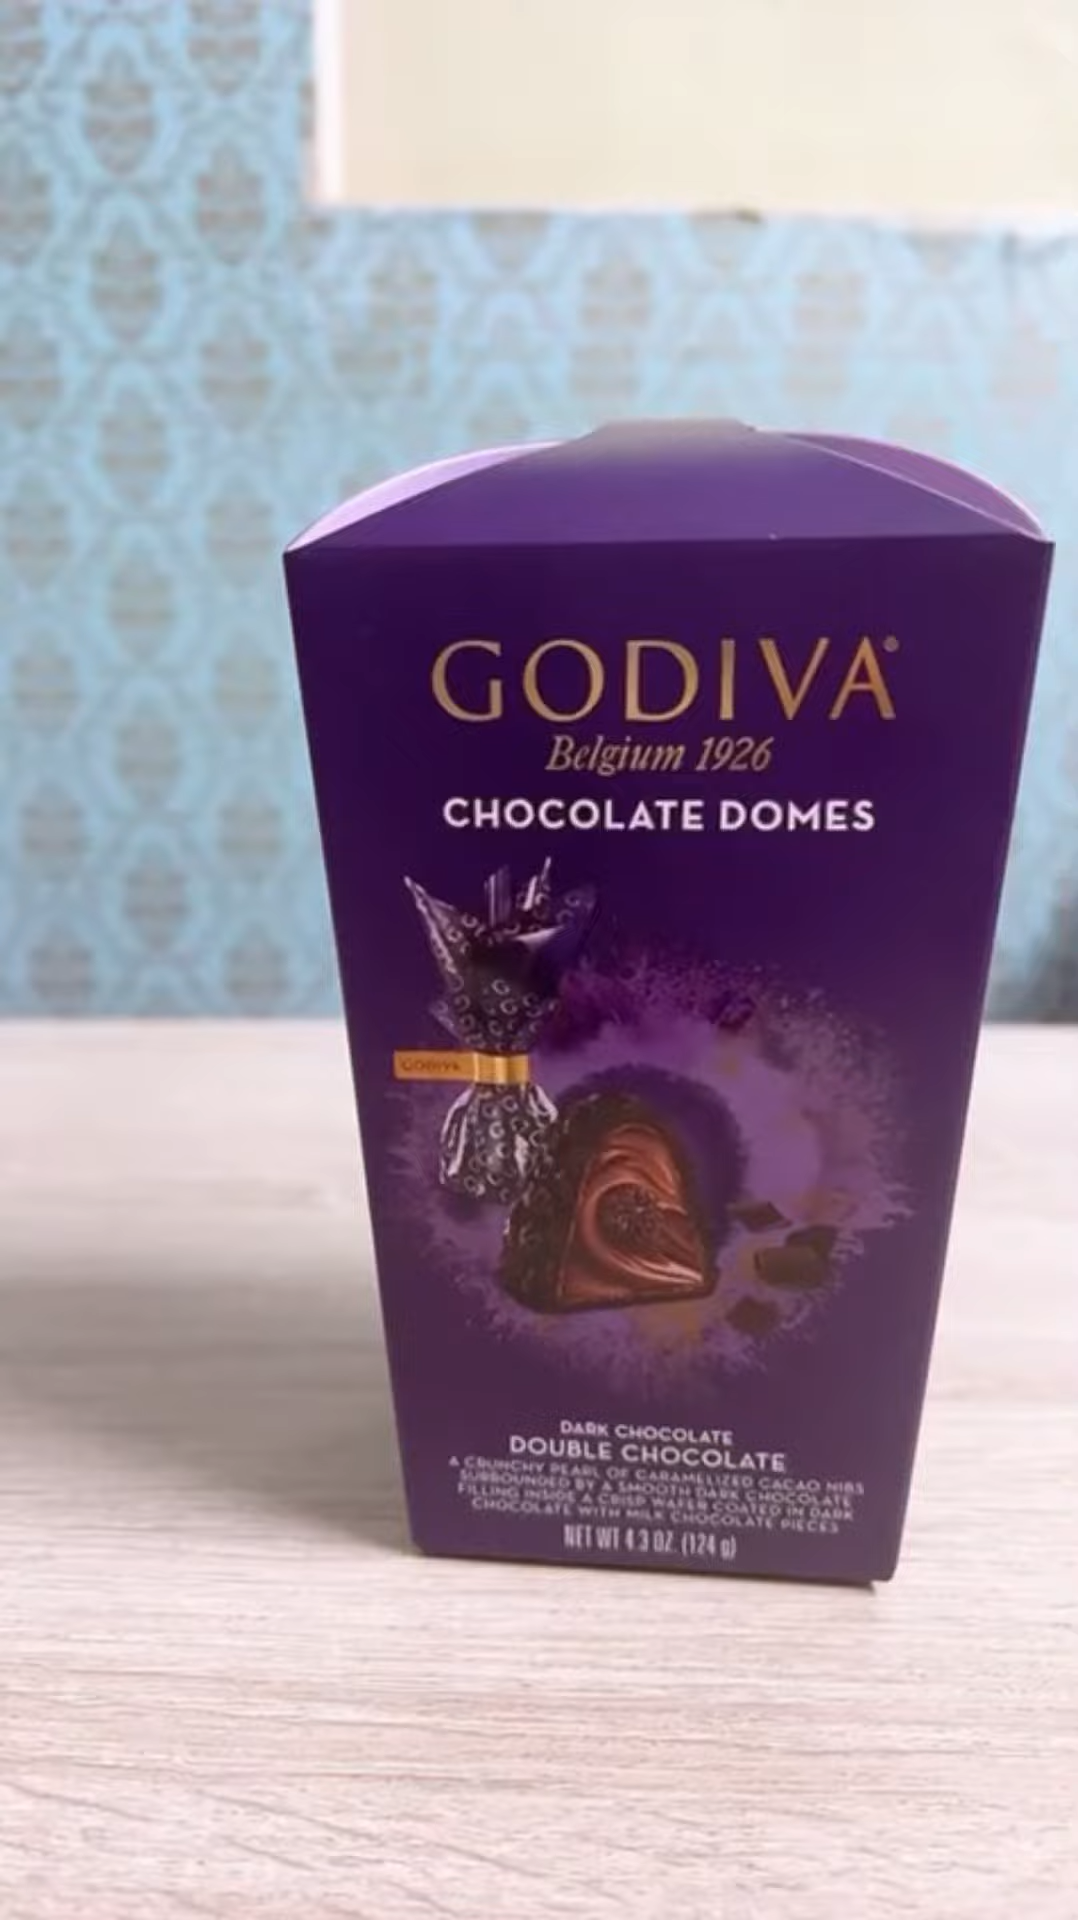 GODIVA®
Belgium 1926
CHOCOLATE DOMES
GODIVA
DARK CHOCOLATE
DOUBLE CHOCOLATE
A CRUNCHY PEARL OF CARAMELIZED CACAO NIBS
SURROUNDED BY A SMOOTH DARK CHOCOLATE
FILLING INSIDE A CRISP WAFER COATED IN DARK
CHOCOLATE WITH MILK CHOCOLATE PIECES
NET WT 4.3 OZ. (124 g)